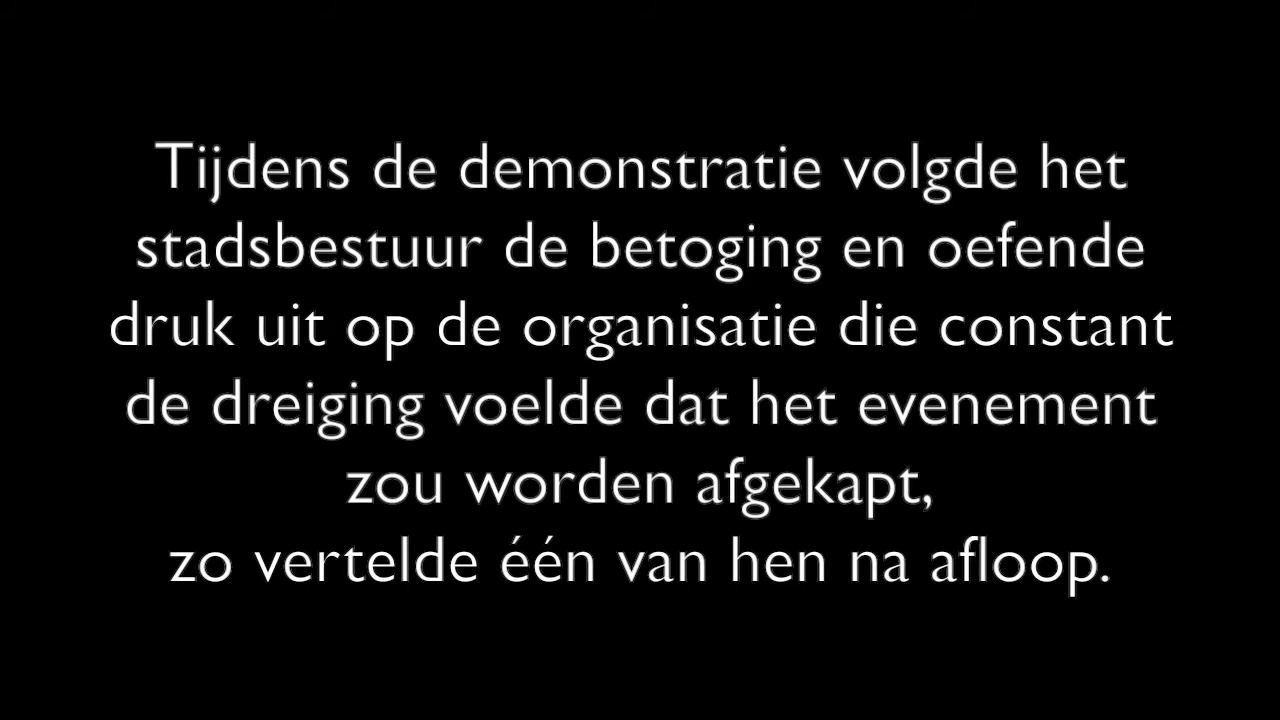 Tijdens de demonstratie volgde het
stadsbestuur de betoging en oefende
druk uit op de organisatie die constant
de dreiging voelde dat het evenement
zou worden afgekapt,
zo vertelde één van hen na afloop.